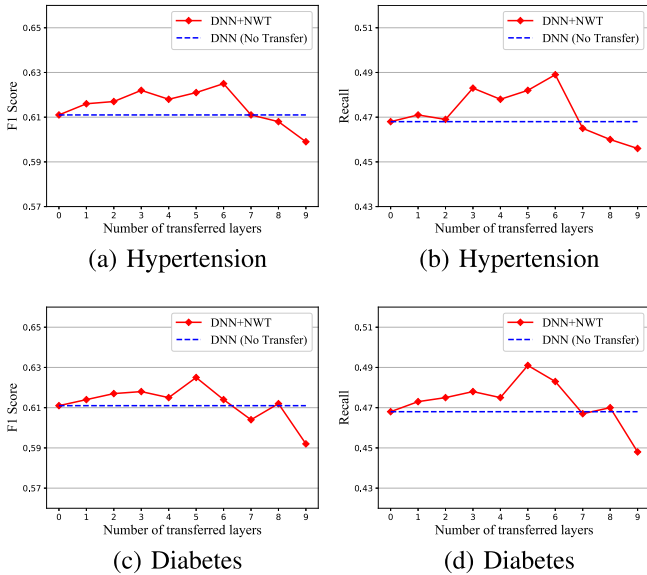 0.65
0.63
0.61
0.59
0.57
F1 Score
DNN+NWT
DNN (No Transfer)
0 1 2 3 4 5 6 7 8 9
Number of transferred layers
(a) Hypertension
0.51
0.49
0.47
0.45
0.43
Recall
DNN+NWT
DNN (No Transfer)
0 1 2 3 4 5 6 7 8 9
Number of transferred layers
(b) Hypertension
0.65
0.63
0.61
0.59
0.57
F1 Score
DNN+NWT
DNN (No Transfer)
0 1 2 3 4 5 6 7 8 9
Number of transferred layers
(c) Diabetes
0.51
0.49
0.47
0.45
0.43
Recall
DNN+NWT
DNN (No Transfer)
0 1 2 3 4 5 6 7 8 9
Number of transferred layers
(d) Diabetes